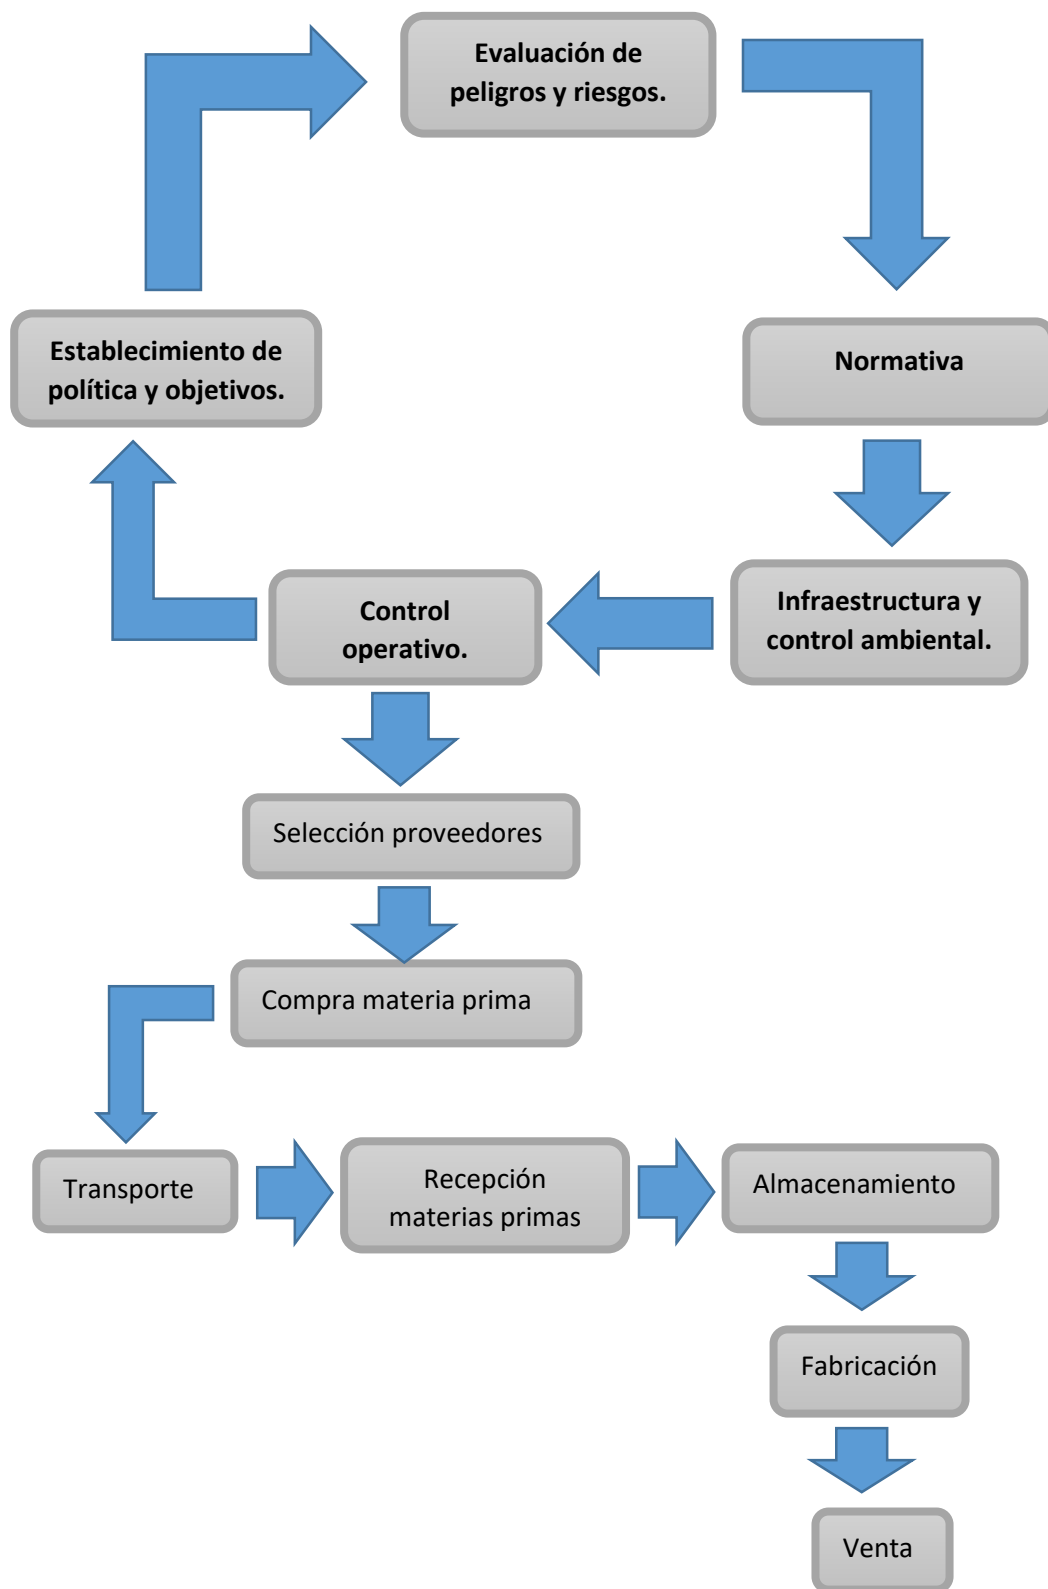 Evaluación de
peligros y riesgos.
Establecimiento de
política y objetivos.
Normativa
Control
operativo.
Infraestructura y
control ambiental.
Selección proveedores
Compra materia prima
Transporte
Recepción
materias primas
Almacenamiento
Fabricación
Venta